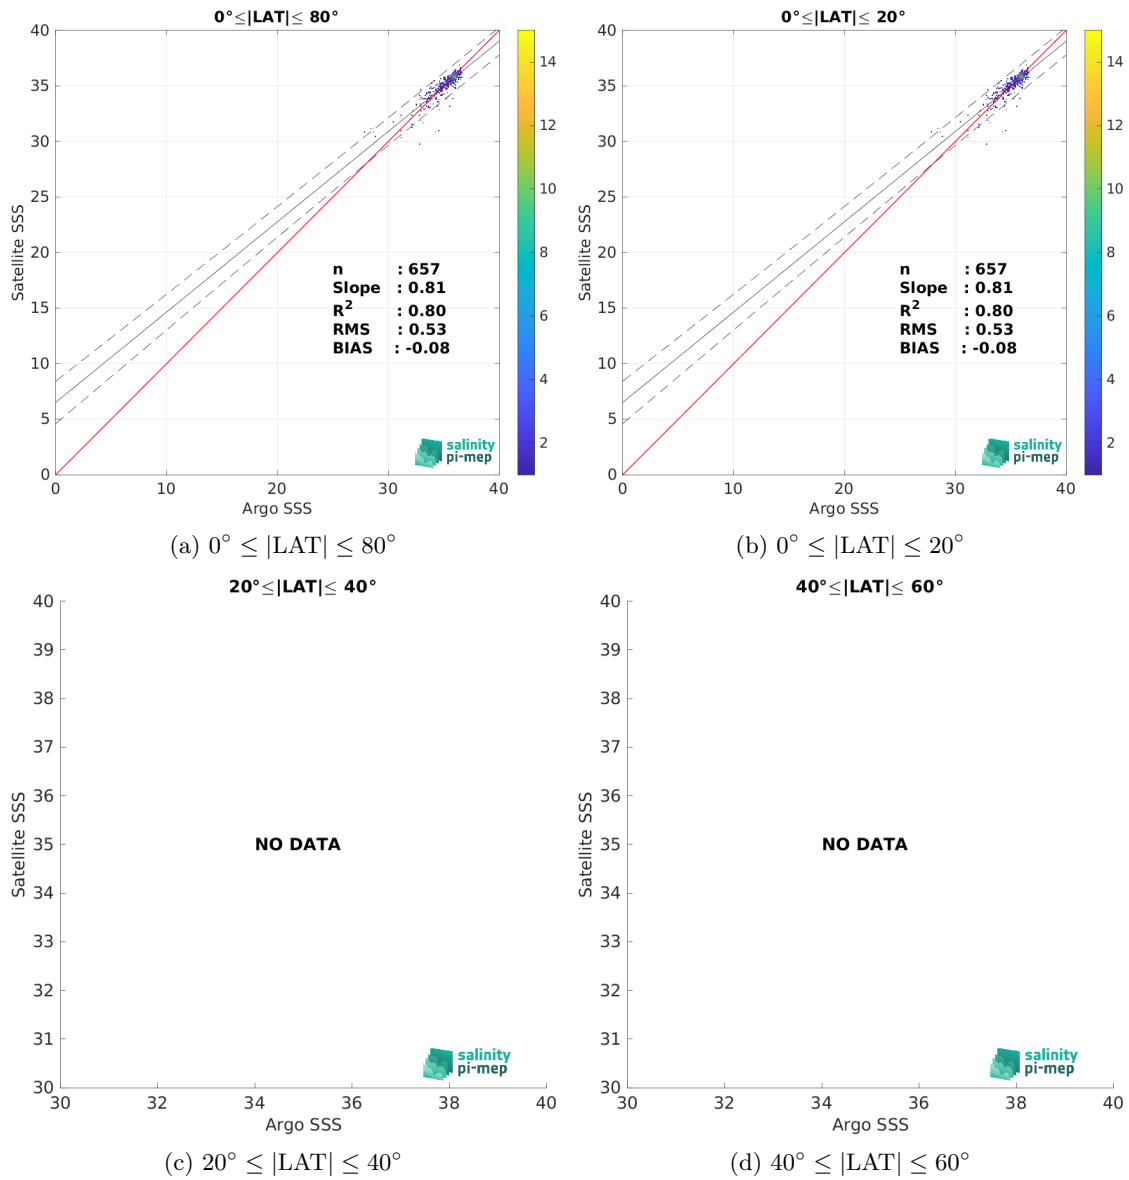 0°≤|LAT|≤ 80°
40
35
30
25
20
15
10
5
0
0
10
20
30
40
Satellite SSS
Argo SSS
n : 657
Slope : 0.81
R² : 0.80
RMS : 0.53
BIAS : -0.08
salinity
pi-mep
14
12
10
8
6
4
2
(a) 0° ≤ |LAT| ≤ 80°
0°≤|LAT|≤ 20°
40
35
30
25
20
15
10
5
0
0
10
20
30
40
Satellite SSS
Argo SSS
n : 657
Slope : 0.81
R² : 0.80
RMS : 0.53
BIAS : -0.08
salinity
pi-mep
14
12
10
8
6
4
2
(b) 0° ≤ |LAT| ≤ 20°
20°≤|LAT|≤ 40°
40
39
38
37
36
35
34
33
32
31
30
30
32
34
36
38
40
Satellite SSS
Argo SSS
NO DATA
salinity
pi-mep
(c) 20° ≤ |LAT| ≤ 40°
40°≤|LAT|≤ 60°
40
39
38
37
36
35
34
33
32
31
30
30
32
34
36
38
40
Satellite SSS
Argo SSS
NO DATA
salinity
pi-mep
(d) 40° ≤ |LAT| ≤ 60°